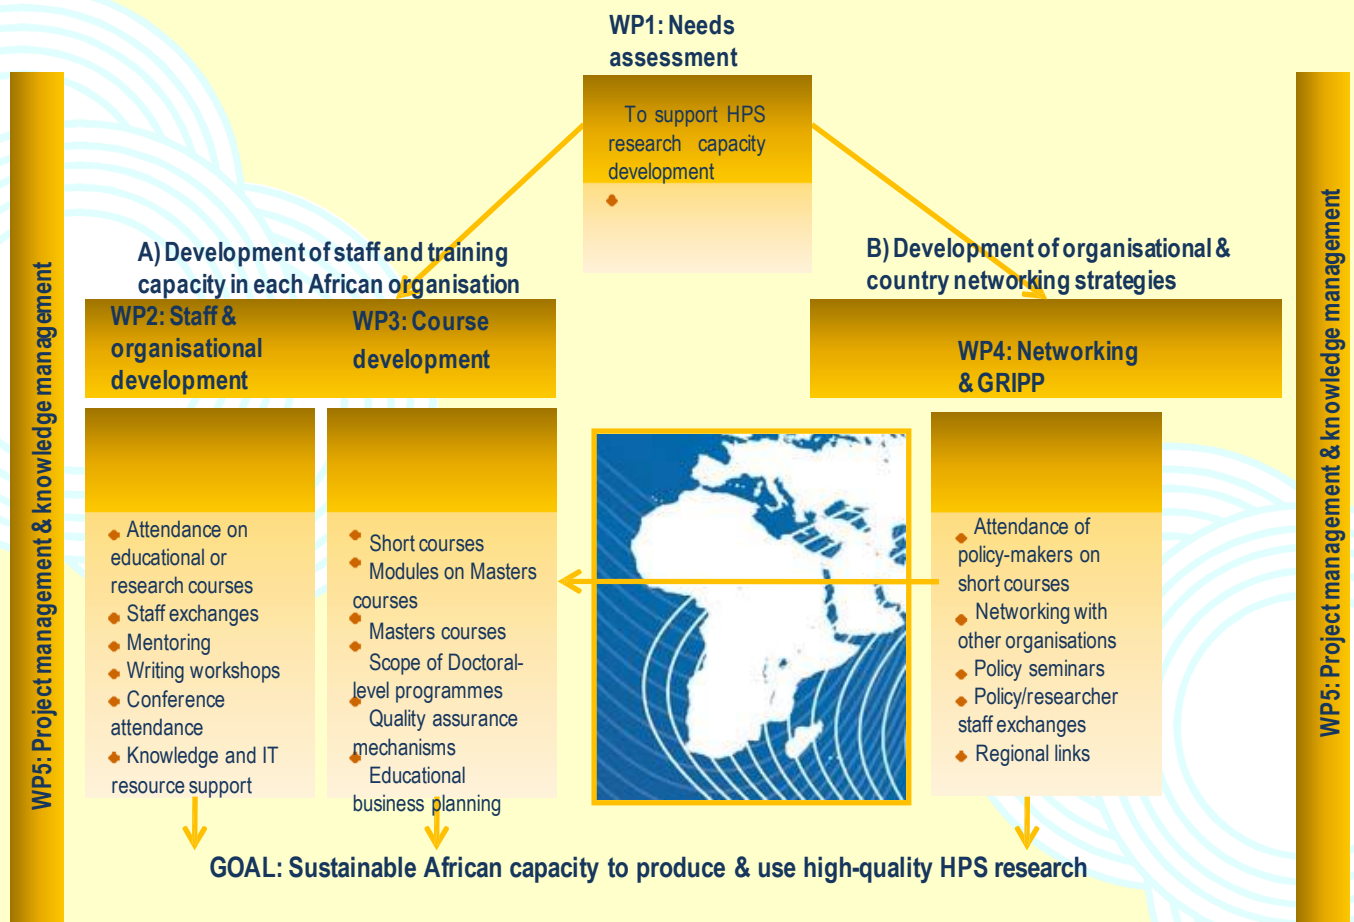 WP1: Needs
assessment
To support HPS
research capacity
development
WP5: Project management & knowledge management
A) Development of staff and training
capacity in each African organisation
B) Development of organisational &
country networking strategies
WP2: Staff &
organisational
development
WP3: Course
development
WP4: Networking
& GRIPP
Attendance on
educational or
research courses
Staff exchanges
Mentoring
Writing workshops
Conference
attendance
Knowledge and IT
resource support
Short courses
Modules on Masters
courses
Masters courses
Scope of Doctoral-
level programmes
Quality assurance
mechanisms
Educational
business planning
Attendance of
policy-makers on
short courses
Networking with
other organisations
Policy seminars
Policy/researcher
staff exchanges
Regional links
WP5: Project management & knowledge management
GOAL: Sustainable African capacity to produce & use high-quality HPS research